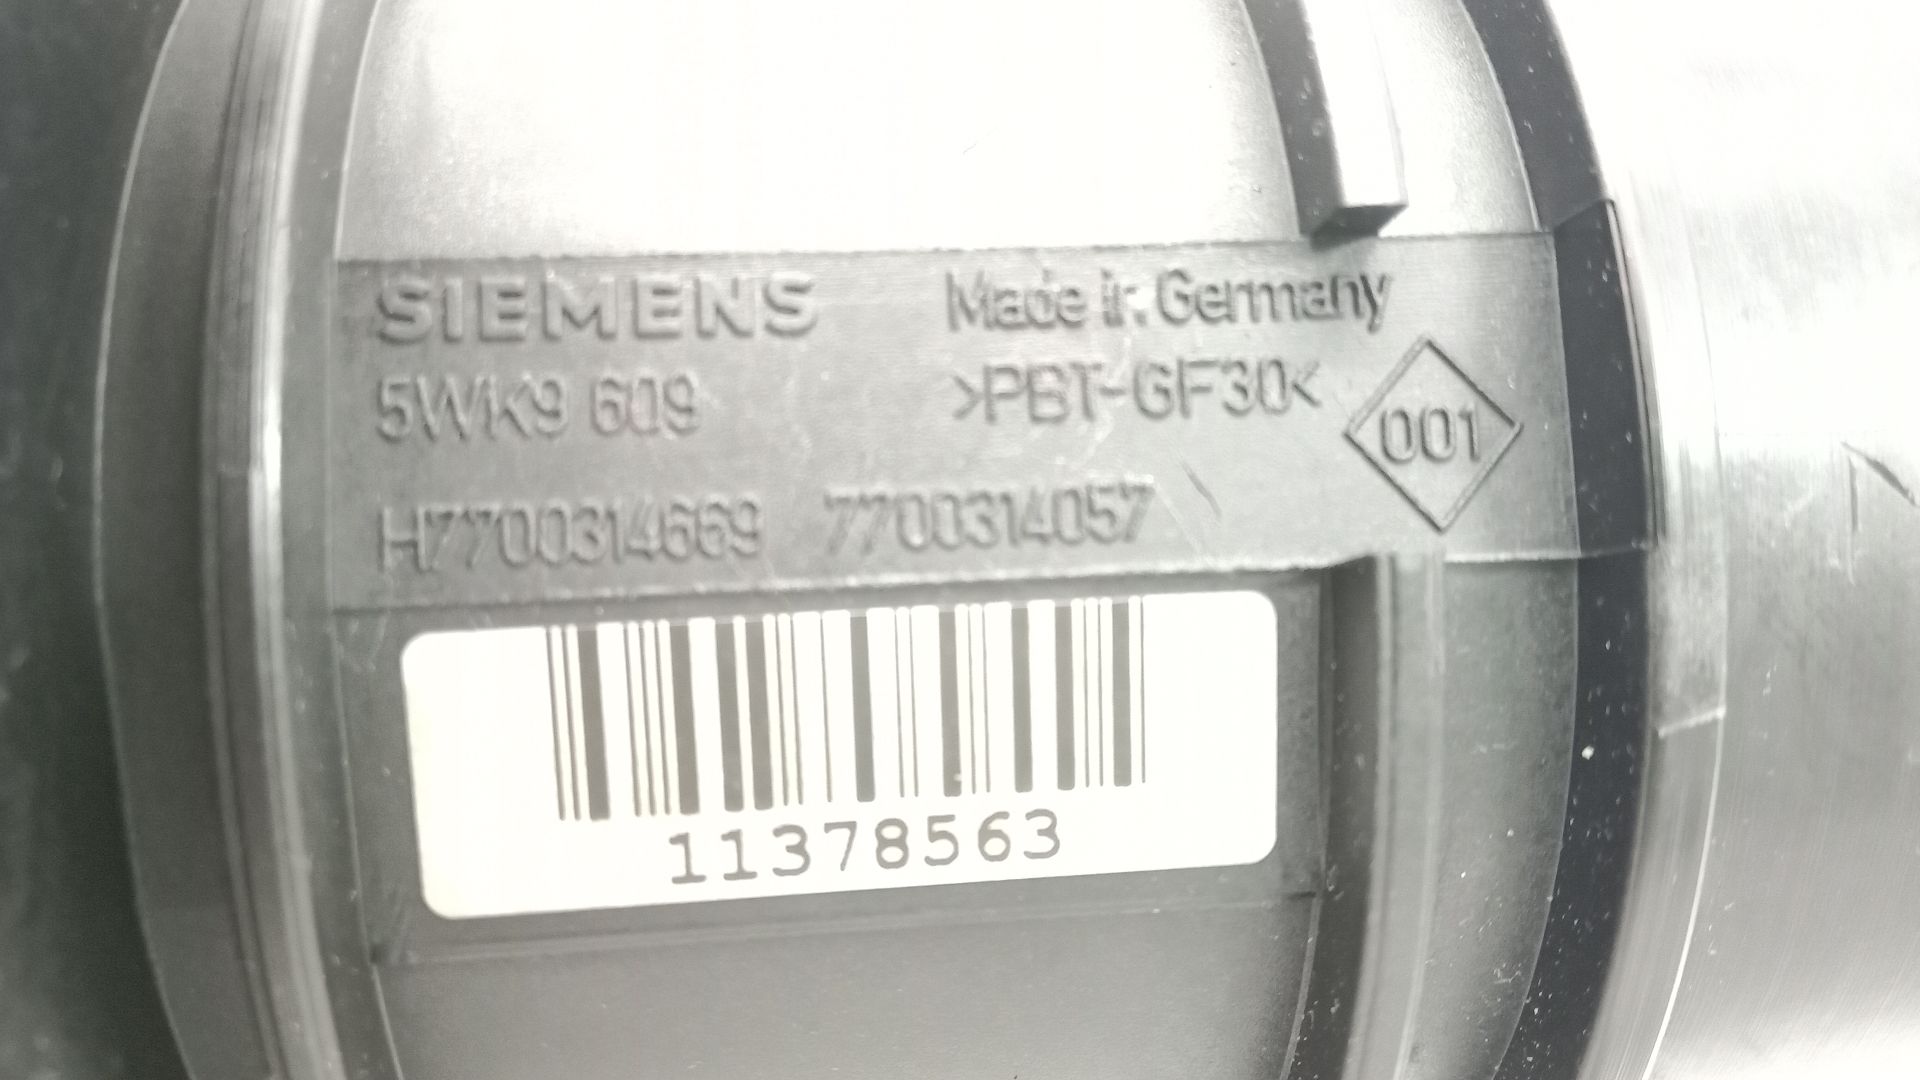 SIEMENS Made in Germany
5WK9 609 >PBT-GF30<
001
H7700314669 7700314057
11378563